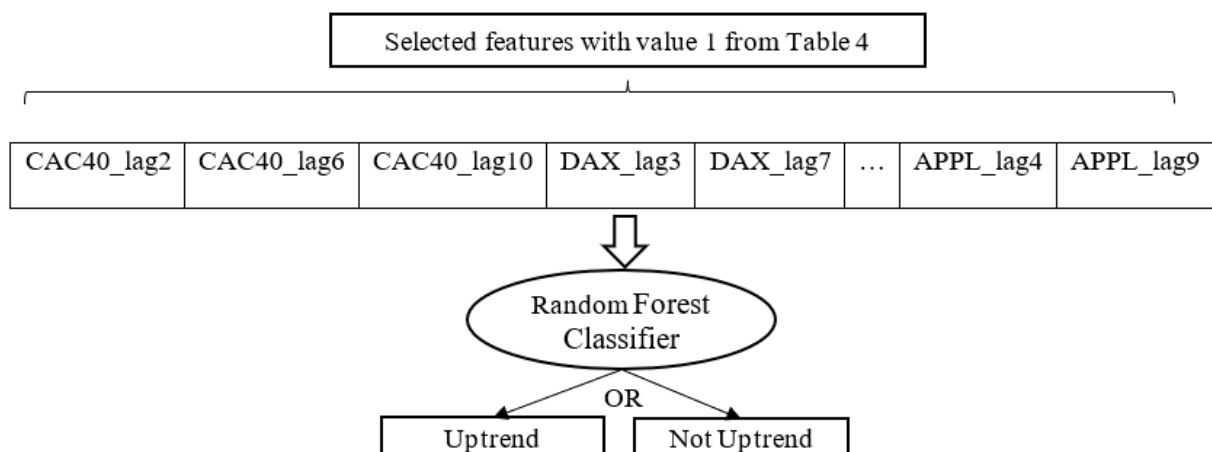 Selected features with value 1 from Table 4
CAC40_lag2 CAC40_lag6 CAC40_lag10 DAX_lag3 DAX_lag7 … APPL_lag4 APPL_lag9
Random Forest
Classifier
OR
Uptrend Not Uptrend